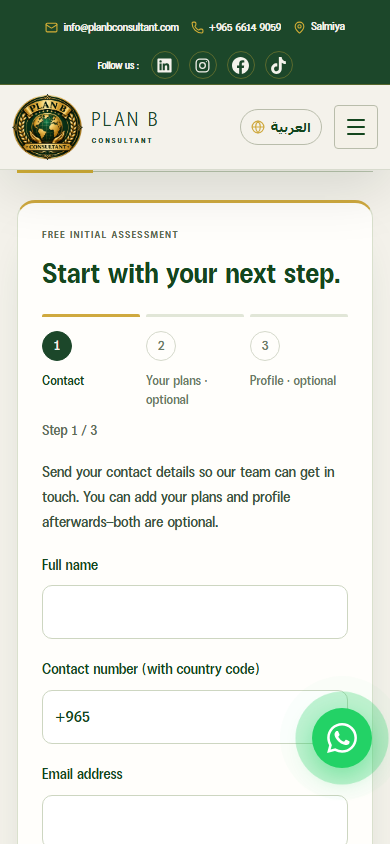 info@planbconsultant.com +965 6614 9059 Salmiya
Follow us :
PLAN B
CONSULTANT
PLAN B
CONSULTANT
العربية
FREE INITIAL ASSESSMENT
Start with your next step.
1 2 3
Contact Your plans · optional Profile · optional
Step 1 / 3
Send your contact details so our team can get in
touch. You can add your plans and profile
afterwards–both are optional.
Full name
Contact number (with country code)
+965
Email address